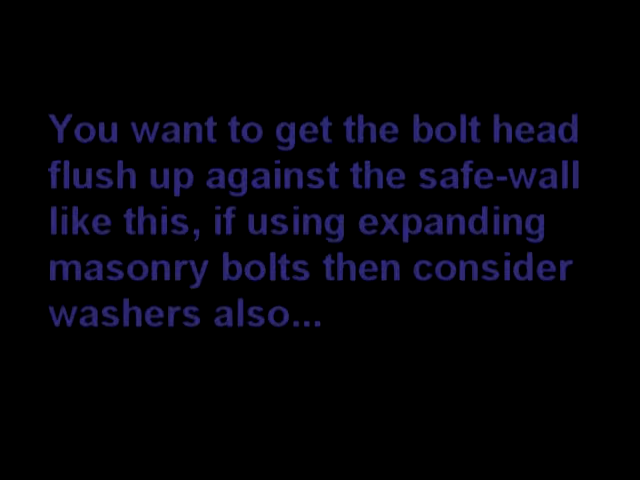 You want to get the bolt head
flush up against the safe-wall
like this, if using expanding
masonry bolts then consider
washers also...